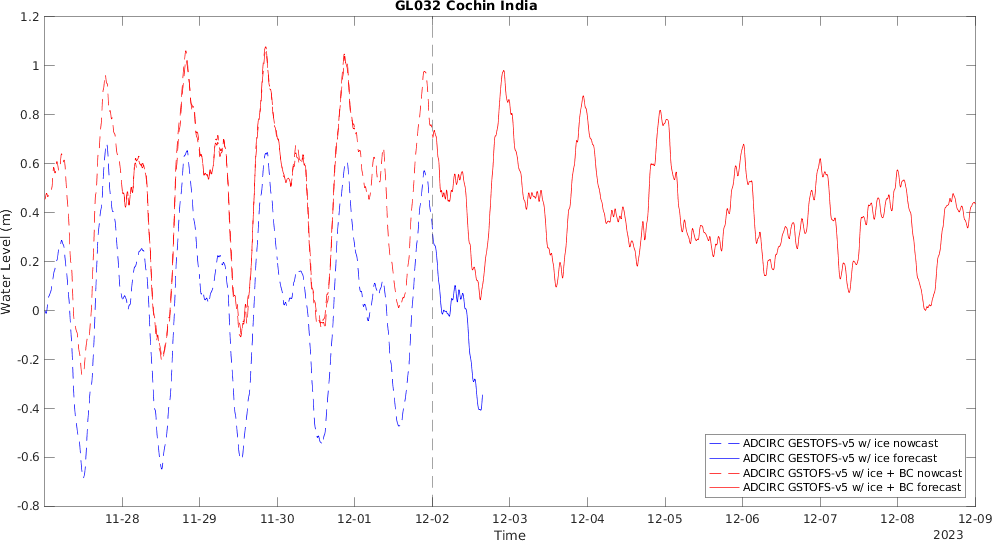 GL032 Cochin India
1.2
1
0.8
0.6
0.4
0.2
0
-0.2
-0.4
-0.6
-0.8
Water Level (m)
11-28 11-29 11-30 12-01 12-02 12-03 12-04 12-05 12-06 12-07 12-08 12-09
Time
2023
ADCIRC GESTOFS-v5 w/ ice nowcast
ADCIRC GESTOFS-v5 w/ ice forecast
ADCIRC GSTOFS-v5 w/ ice + BC nowcast
ADCIRC GSTOFS-v5 w/ ice + BC forecast